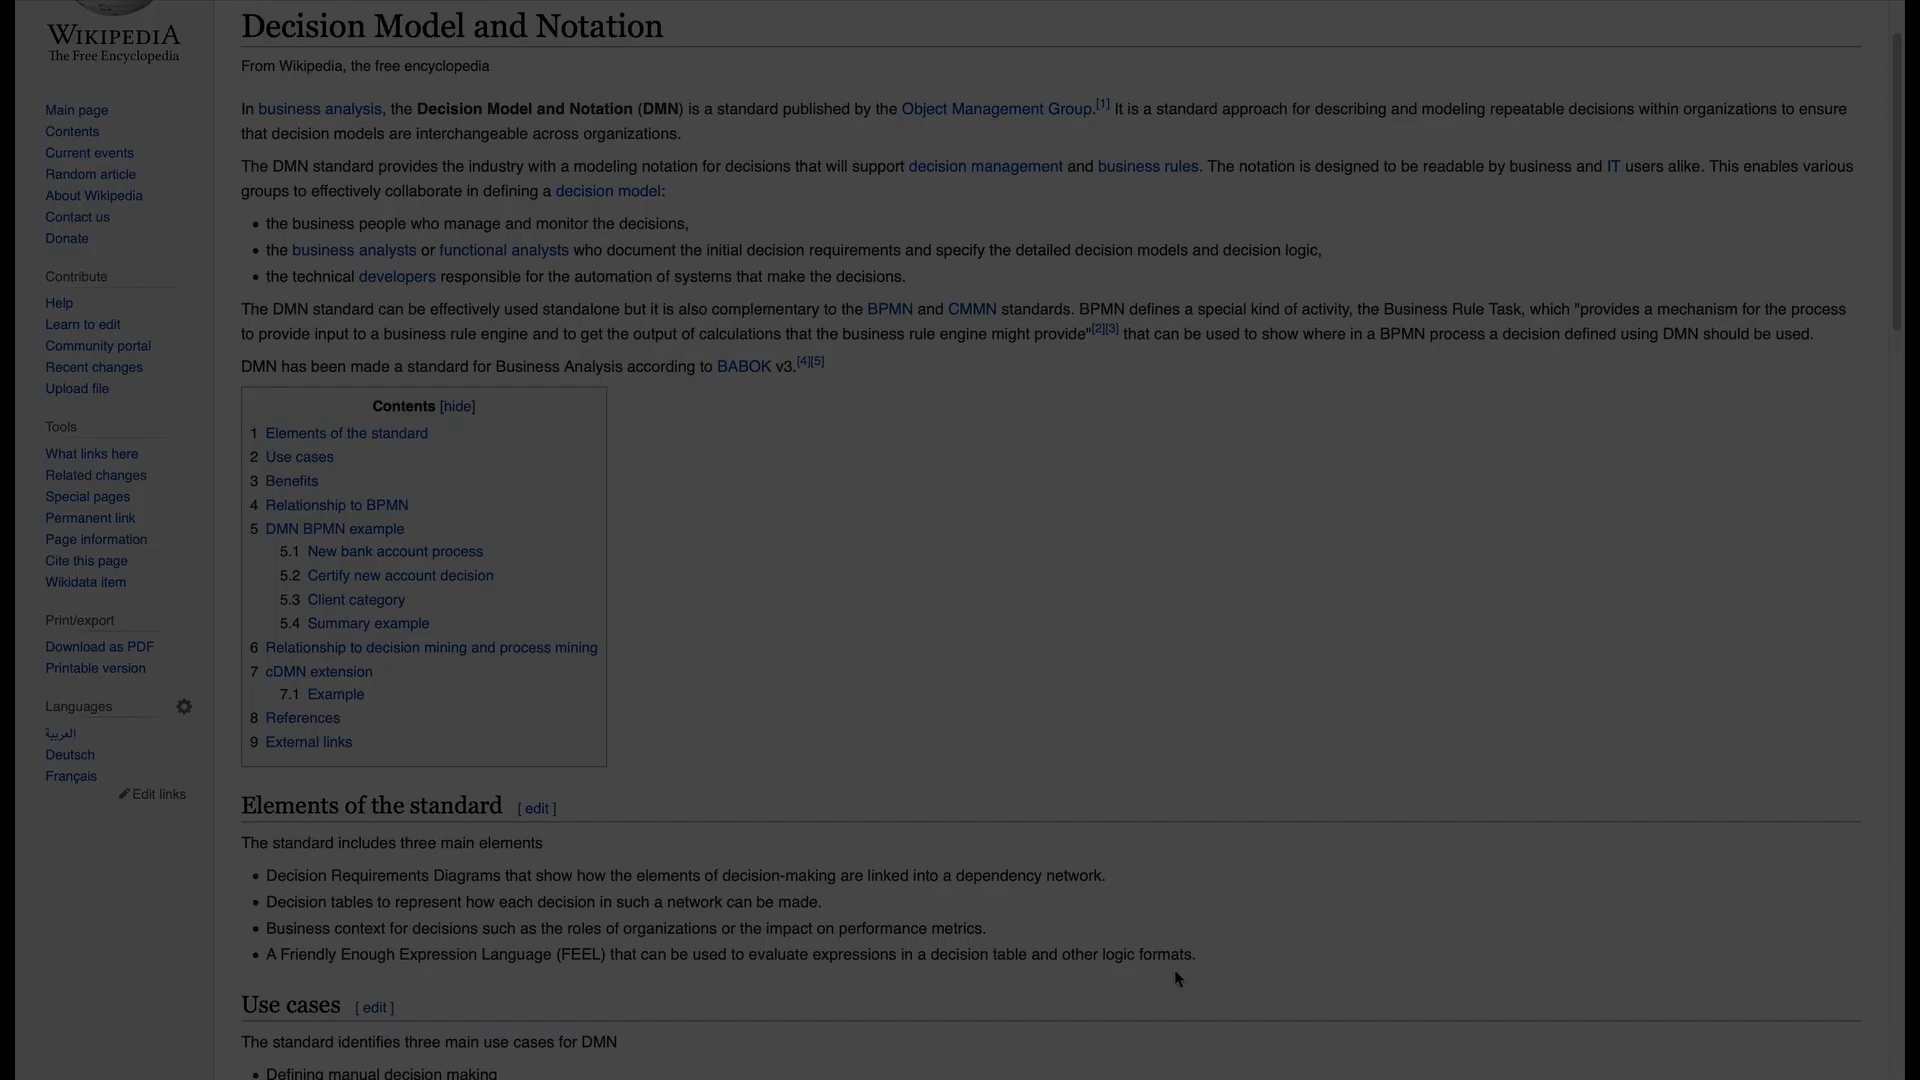 WIKIPEDIA
The Free Encyclopedia
Main page
Contents
Current events
Random article
About Wikipedia
Contact us
Donate
Contribute
Help
Learn to edit
Community portal
Recent changes
Upload file
Tools
What links here
Related changes
Special pages
Permanent link
Page information
Cite this page
Wikidata item
Print/export
Download as PDF
Printable version
Languages
العربية
Deutsch
Français
Edit links
Decision Model and Notation
From Wikipedia, the free encyclopedia
In business analysis, the Decision Model and Notation (DMN) is a standard published by the Object Management Group.[1] It is a standard approach for describing and modeling repeatable decisions within organizations to ensure
that decision models are interchangeable across organizations.
The DMN standard provides the industry with a modeling notation for decisions that will support decision management and business rules. The notation is designed to be readable by business and IT users alike. This enables various
groups to effectively collaborate in defining a decision model:
• the business people who manage and monitor the decisions,
• the business analysts or functional analysts who document the initial decision requirements and specify the detailed decision models and decision logic,
• the technical developers responsible for the automation of systems that make the decisions.
The DMN standard can be effectively used standalone but it is also complementary to the BPMN and CMMN standards. BPMN defines a special kind of activity, the Business Rule Task, which "provides a mechanism for the process
to provide input to a business rule engine and to get the output of calculations that the business rule engine might provide"[2][3] that can be used to show where in a BPMN process a decision defined using DMN should be used.
DMN has been made a standard for Business Analysis according to BABOK v3.[4][5]
Contents [hide]
1 Elements of the standard
2 Use cases
3 Benefits
4 Relationship to BPMN
5 DMN BPMN example
5.1 New bank account process
5.2 Certify new account decision
5.3 Client category
5.4 Summary example
6 Relationship to decision mining and process mining
7 cDMN extension
7.1 Example
8 References
9 External links
Elements of the standard [ edit ]
The standard includes three main elements
• Decision Requirements Diagrams that show how the elements of decision-making are linked into a dependency network.
• Decision tables to represent how each decision in such a network can be made.
• Business context for decisions such as the roles of organizations or the impact on performance metrics.
• A Friendly Enough Expression Language (FEEL) that can be used to evaluate expressions in a decision table and other logic formats.
Use cases [ edit ]
The standard identifies three main use cases for DMN
• Defining manual decision making